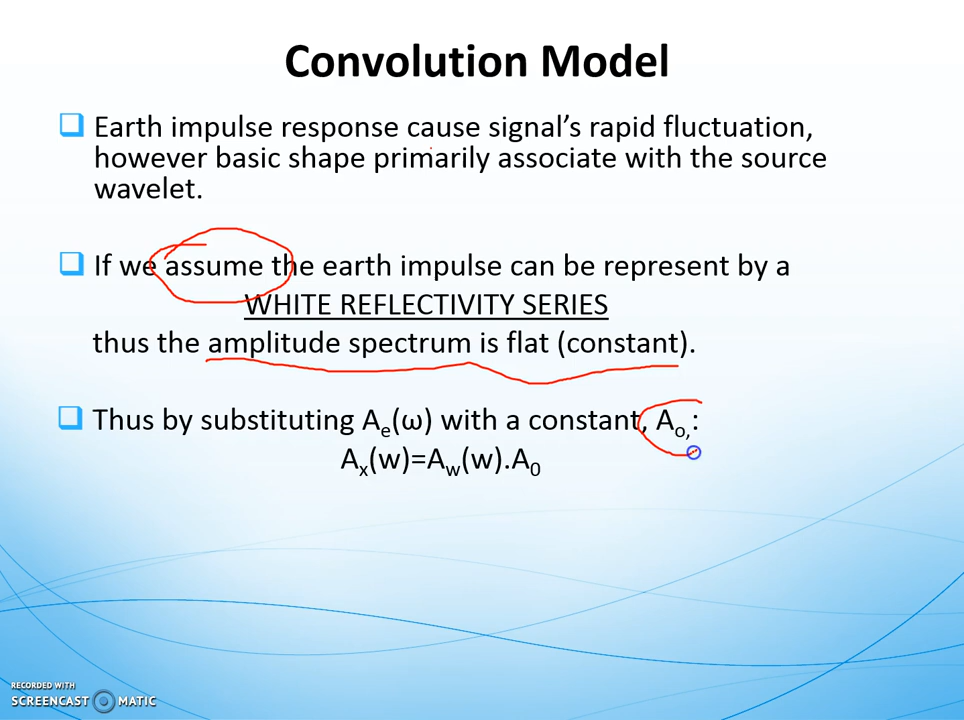 Convolution Model
❑ Earth impulse response cause signal's rapid fluctuation,
however basic shape primarily associate with the source
wavelet.
❑ If we assume the earth impulse can be represent by a
WHITE REFLECTIVITY SERIES
thus the amplitude spectrum is flat (constant).
❑ Thus by substituting Aₑ(ω) with a constant, Aₒ,:
Aₓ(w)=A_w(w).A₀
RECORDED WITH
SCREENCAST MATIC